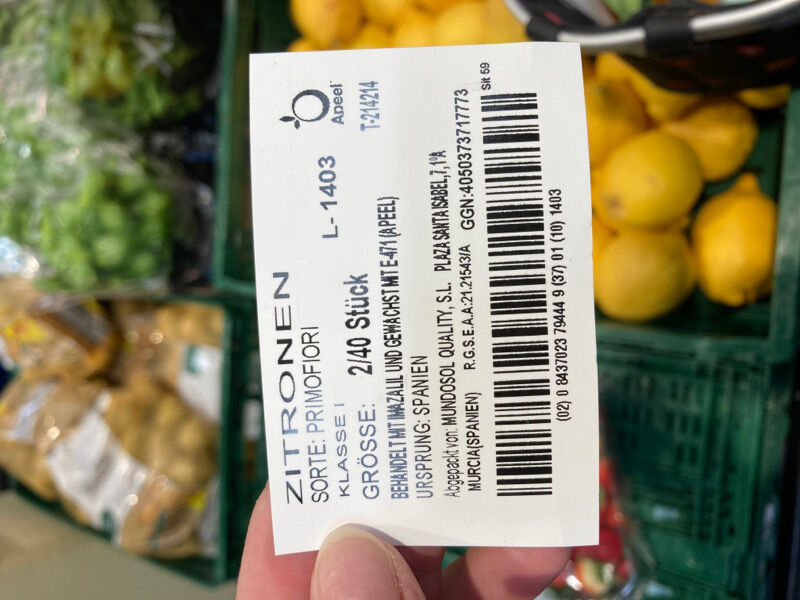 ZITRONEN
SORTE: PRIMOFIORI
KLASSE I
L-1403
Apeel
T-214214
GRÖSSE: 2/40 Stück
BEHANDELT MIT IMAZALIL UND GEWACHST MIT E-471 (APEEL)
URSPRUNG: SPANIEN
Abgepackt von: MUNDOSOL QUALITY, S.L. PLAZA SANTA ISABEL,7,1ºA
MURCIA(SPANIEN) R.G.S.E.A.A:21.21543/A GGN:4050373717773
Sit 59
(02) 0 8437023 79444 9 (37) 01 (10) 1403